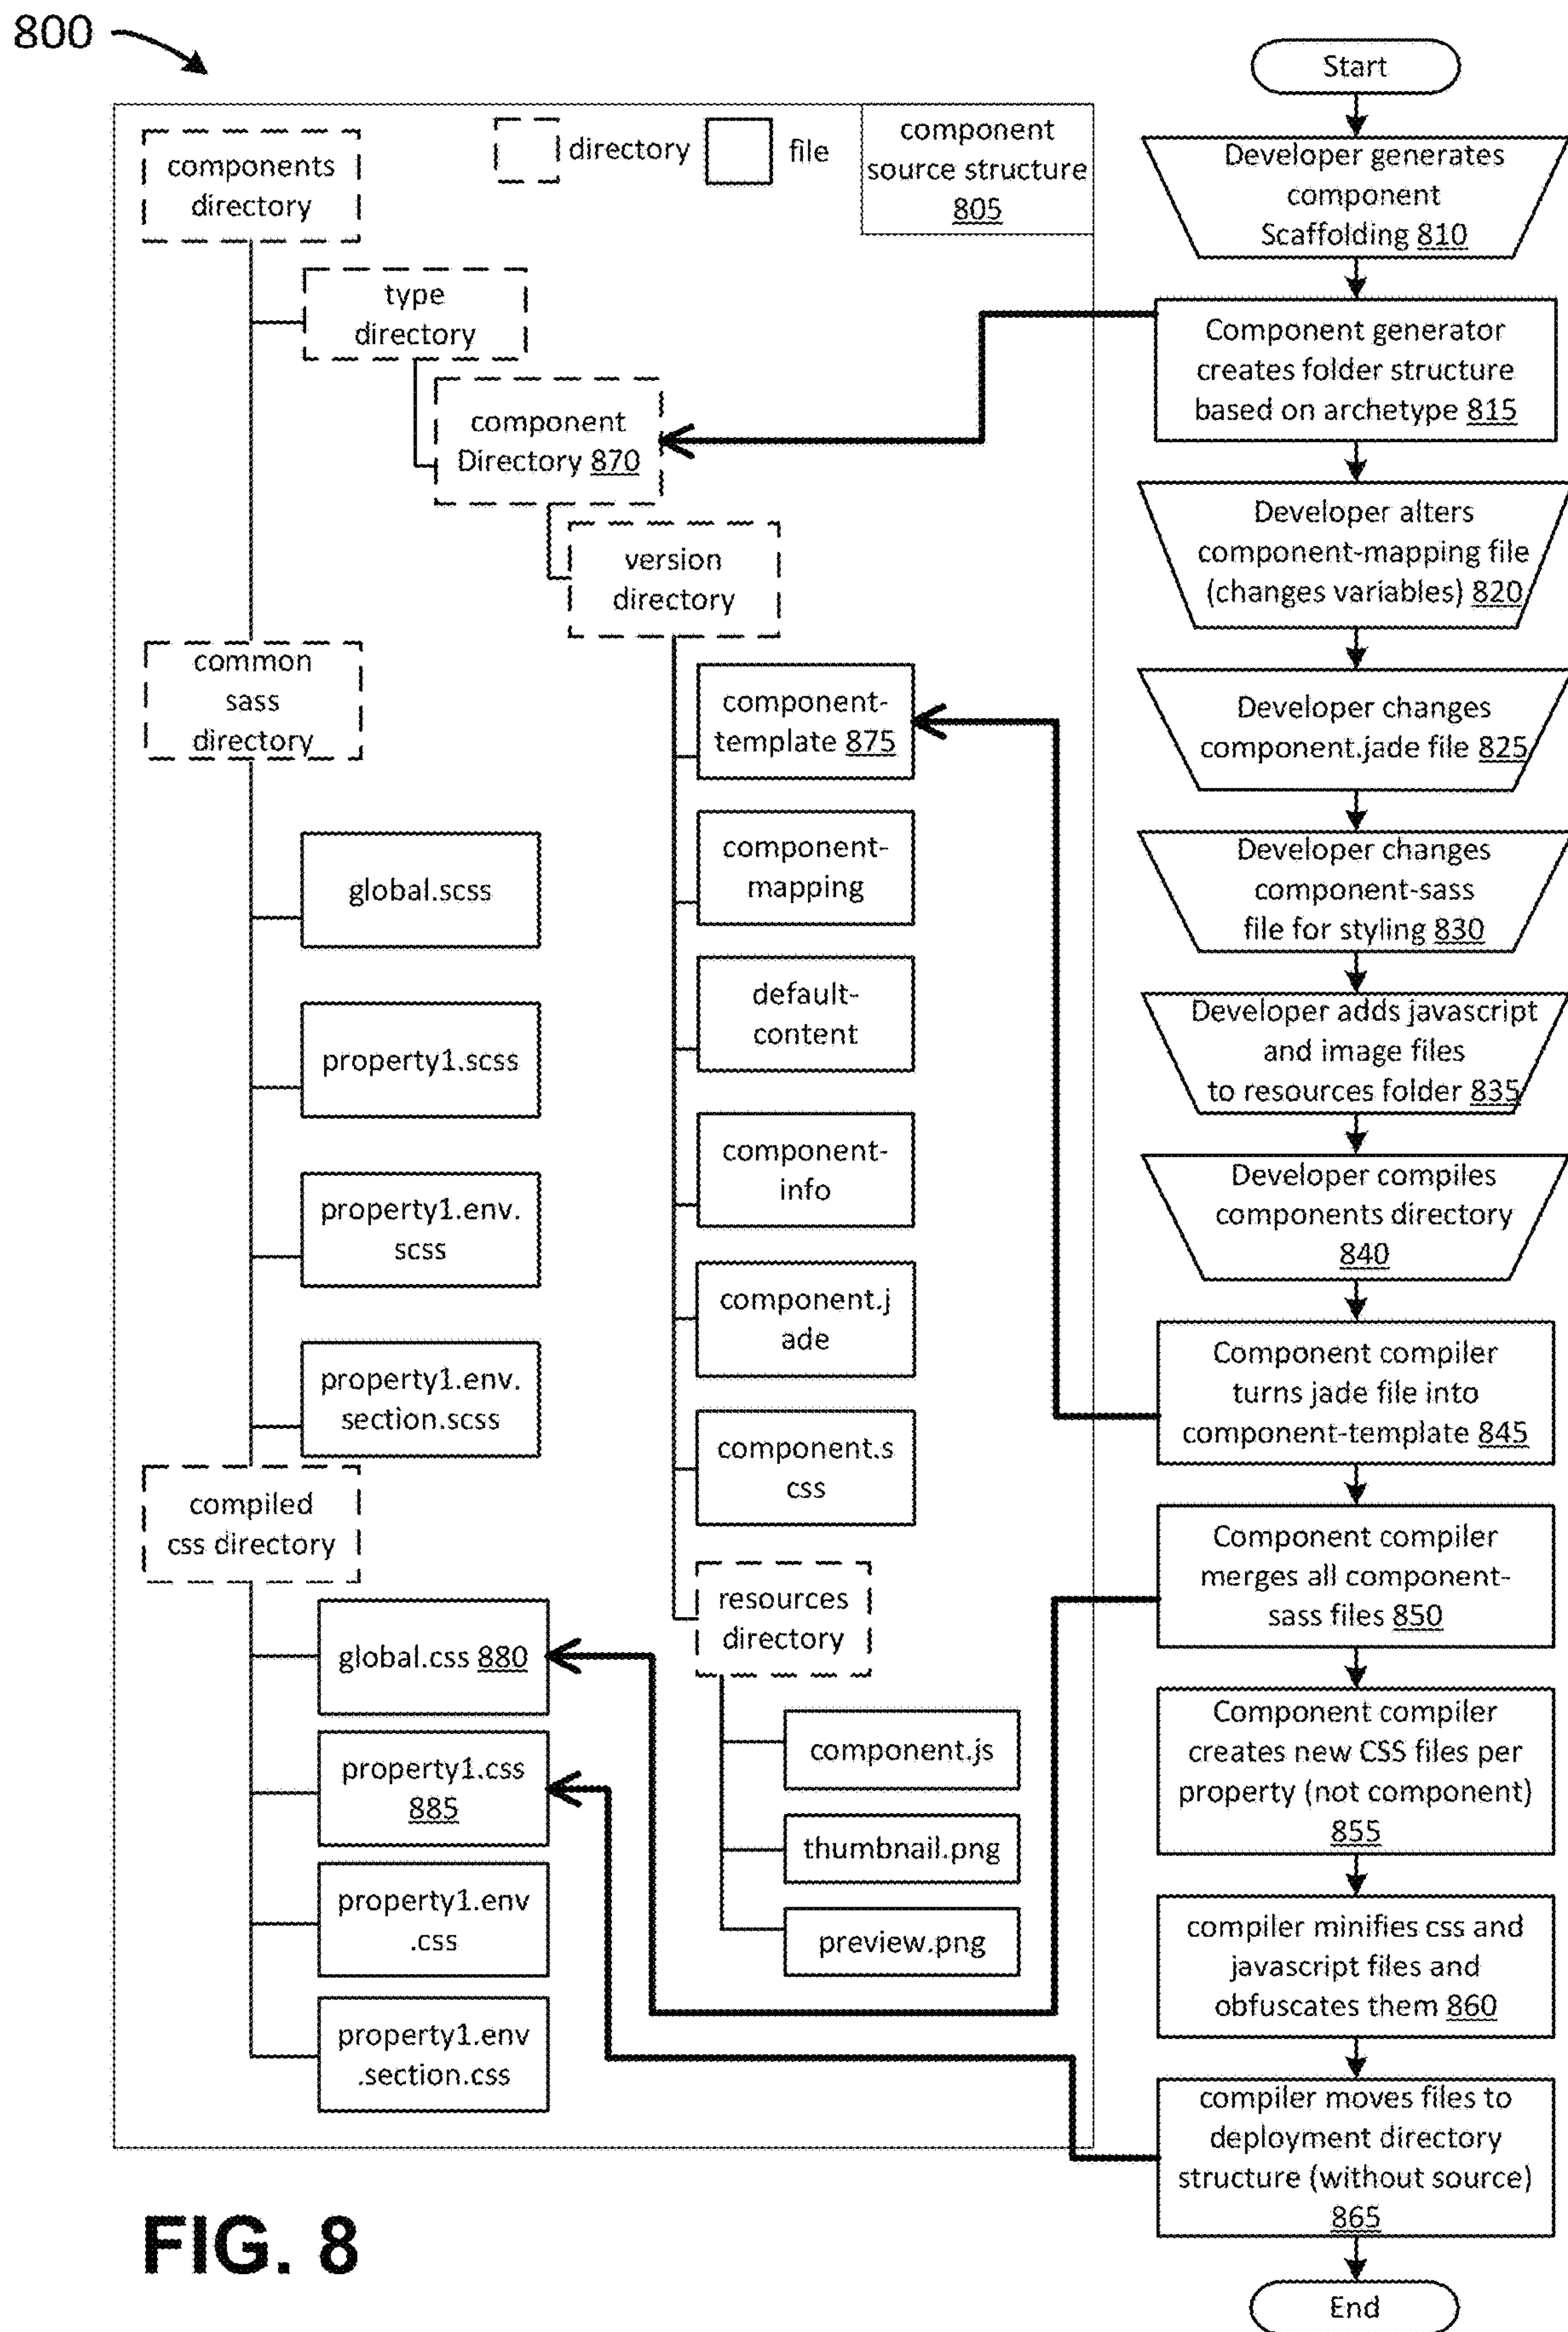 800
component
source structure
805
directory
file
components
directory
type
directory
component
Directory 870
version
directory
common
sass
directory
component-
template 875
component-
mapping
default-
content
component-
info
component.j
ade
component.s
css
resources
directory
component.js
thumbnail.png
preview.png
global.scss
property1.scss
property1.env.
scss
property1.env.
section.scss
compiled
css directory
global.css 880
property1.css
885
property1.env
.css
property1.env
.section.css
Start
Developer generates
component
Scaffolding 810
Component generator
creates folder structure
based on archetype 815
Developer alters
component-mapping file
(changes variables) 820
Developer changes
component.jade file 825
Developer changes
component-sass
file for styling 830
Developer adds javascript
and image files
to resources folder 835
Developer compiles
components directory
840
Component compiler
turns jade file into
component-template 845
Component compiler
merges all component-
sass files 850
Component compiler
creates new CSS files per
property (not component)
855
compiler minifies css and
javascript files and
obfuscates them 860
compiler moves files to
deployment directory
structure (without source)
865
End
FIG. 8